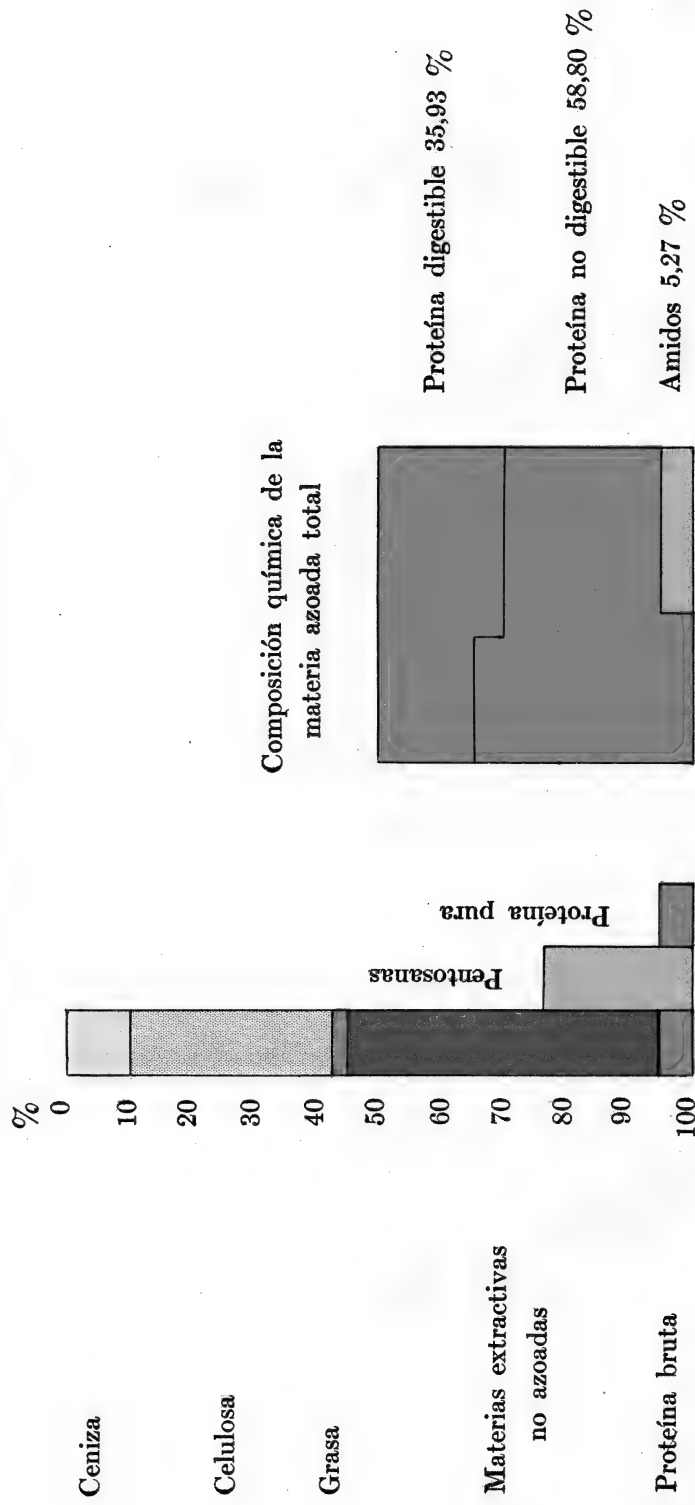 %
0
10
20
30
40
50
60
70
80
90
100
Ceniza
Celulosa
Grasa
Materias extractivas
no azoadas
Proteína bruta
Pentosanas
Proteína pura
Composición química de la
materia azoada total
Proteína digestible 35,93 %
Proteína no digestible 58,80 %
Amidos 5,27 %